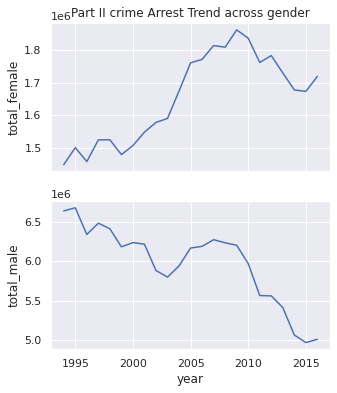 Part II crime Arrest Trend across gender
1e6
1.8
1.7
1.6
1.5
total_female
1e6
6.5
6.0
5.5
5.0
total_male
1995 2000 2005 2010 2015
year